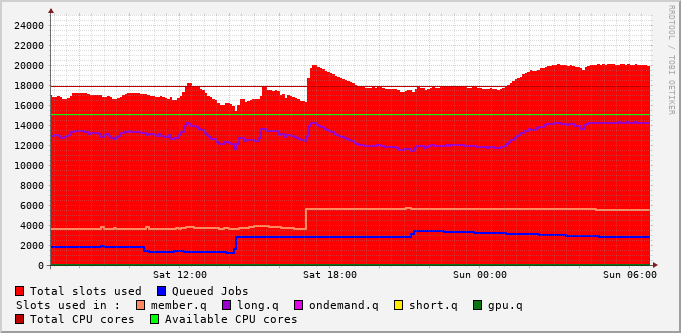 RRDTOOL / TOBI OETIKER
24000
22000
20000
18000
16000
14000
12000
10000
8000
6000
4000
2000
0
Sat 12:00 Sat 18:00 Sun 00:00 Sun 06:00
Total slots used Queued Jobs
Slots used in : member.q long.q ondemand.q short.q gpu.q
Total CPU cores Available CPU cores